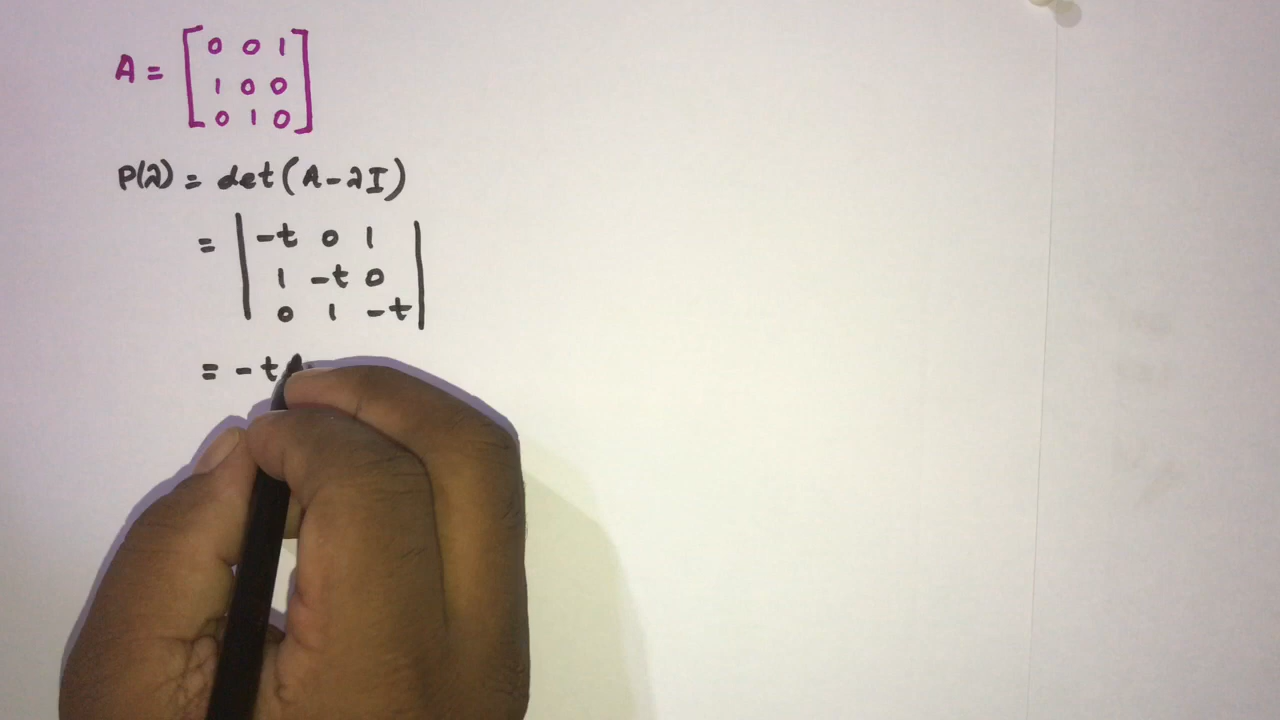 A = [0 0 1
1 0 0
0 1 0]
P(λ) = det(A-λI)
= |-t 0 1
1 -t 0
0 1 -t|
= -t